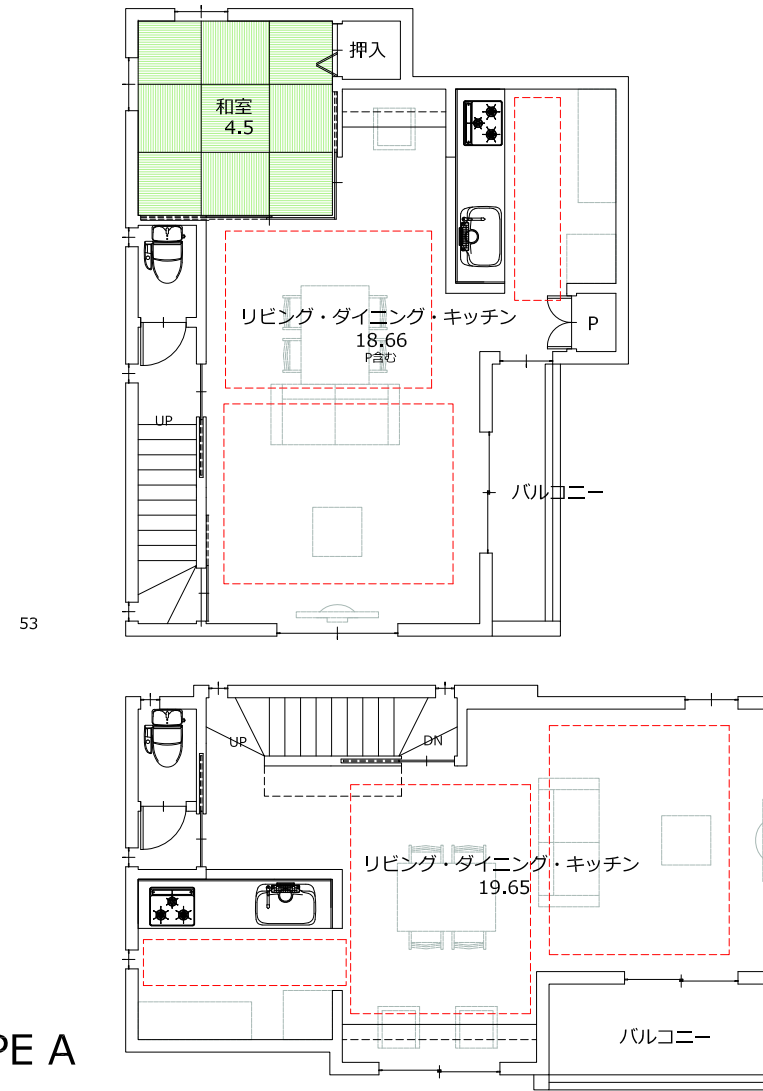 押入
和室
4.5
リビング・ダイニング・キッチン
18.66
P含む
P
UP
バルコニー
53
UP
DN
リビング・ダイニング・キッチン
19.65
バルコニー
PE A